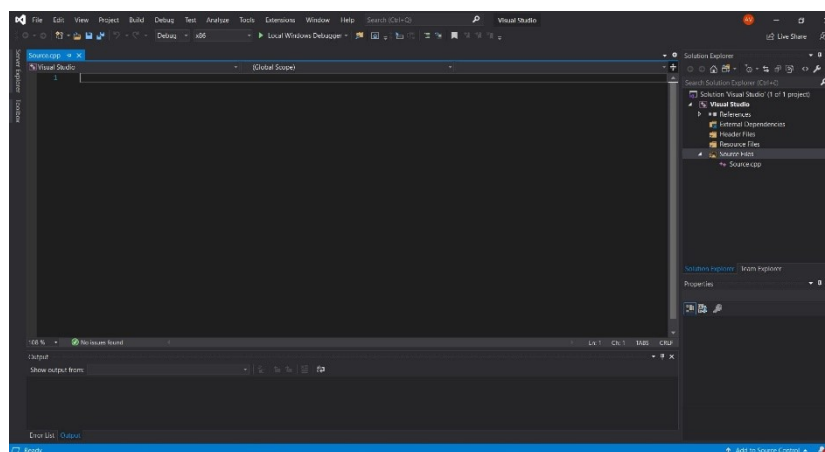 File Edit View Project Build Debug Test Analyze Tools Extensions Window Help Search (Ctrl+Q) Visual Studio AV
Debug x86 Local Windows Debugger Live Share
Server Explorer
Toolbox
Source.cpp
Visual Studio (Global Scope)
1
100 % No issues found Ln: 1 Ch: 1 TABS CRLF
Output
Show output from:
Error List Output
Ready Add to Source Control
Solution Explorer
Search Solution Explorer (Ctrl+ç)
Solution 'Visual Studio' (1 of 1 project)
Visual Studio
References
External Dependencies
Header Files
Resource Files
Source Files
Source.cpp
Solution Explorer Team Explorer
Properties